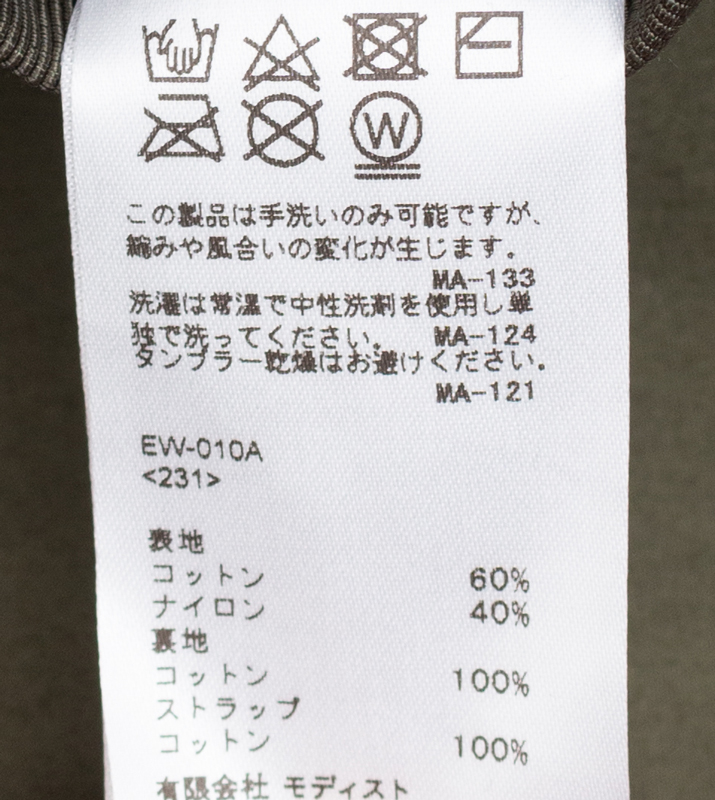 W
この製品は手洗いのみ可能ですが、
縮みや風合いの変化が生じます。
MA-133
洗濯は常温で中性洗剤を使用し単
独で洗ってください。 MA-124
タンブラー乾燥はお避けください。
MA-121
EW-010A
<231>
表地
コットン 60%
ナイロン 40%
裏地
コットン 100%
ストラップ
コットン 100%
有限会社 モディスト